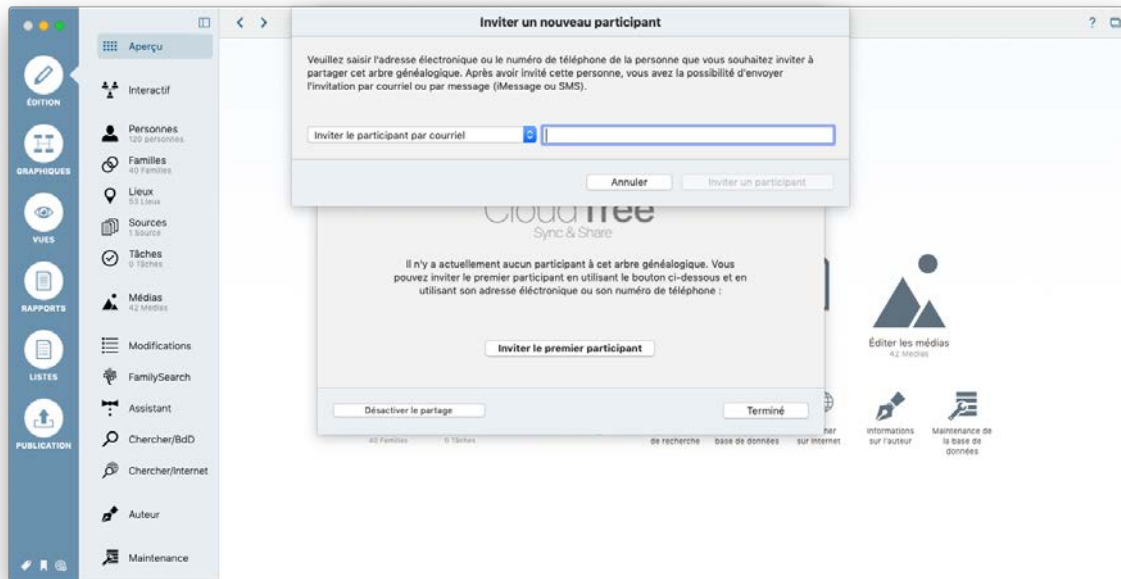 Inviter un nouveau participant
?
Aperçu
Veuillez saisir l'adresse électronique ou le numéro de téléphone de la personne que vous souhaitez inviter à
partager cet arbre généalogique. Après avoir invité cette personne, vous avez la possibilité d'envoyer
l'invitation par courriel ou par message (iMessage ou SMS).
Inviter le participant par courriel
Annuler
Inviter un participant
ÉDITION
GRAPHIQUES
VUES
RAPPORTS
LISTES
PUBLICATION
Interactif
Personnes
120 personnes
Familles
40 Familles
Lieux
53 Lieux
Sources
1 Source
Tâches
0 Tâches
Médias
42 Médias
Modifications
FamilySearch
Assistant
Chercher/BdD
Chercher/Internet
Auteur
Maintenance
CloudTree
Sync & Share
Il n'y a actuellement aucun participant à cet arbre généalogique. Vous
pouvez inviter le premier participant en utilisant le bouton ci-dessous et en
utilisant son adresse éléctronique ou son numéro de téléphone :
Inviter le premier participant
Désactiver le partage
Terminé
Éditer les médias
42 Médias
40 Familles
0 Tâches
de recherche
base de données
sur Internet
Informations
sur l'auteur
Maintenance de
la base de
données